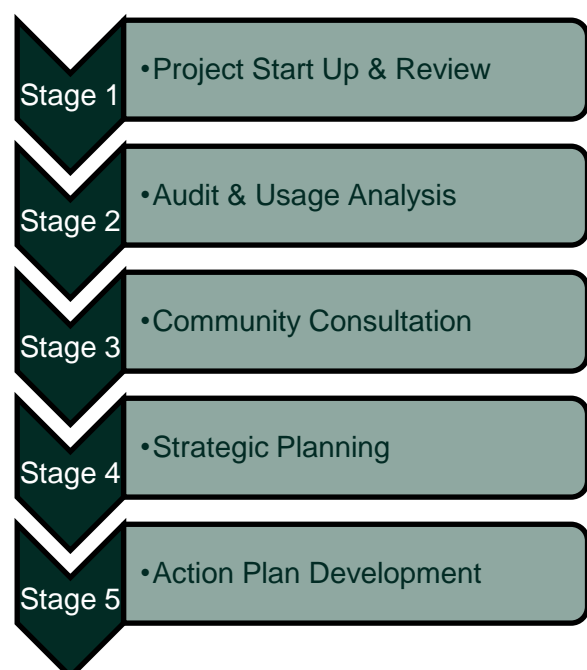 Stage 1
•Project Start Up & Review
Stage 2
•Audit & Usage Analysis
Stage 3
•Community Consultation
Stage 4
•Strategic Planning
Stage 5
•Action Plan Development